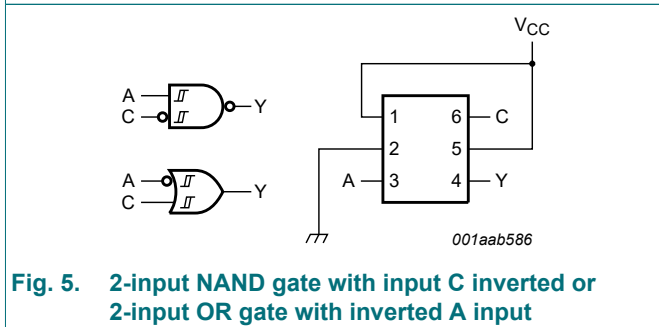 VCC
A
C
Y
A
C
Y
1
6
C
2
5
A
3
4
Y
001aab586
Fig. 5. 2-input NAND gate with input C inverted or
2-input OR gate with inverted A input